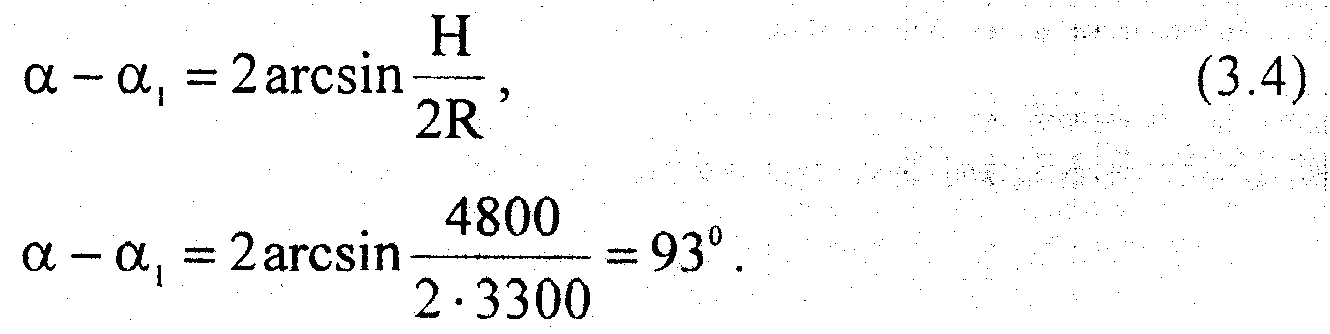 α − α₁ = 2 arcsin H/2R , (3.4)
α − α₁ = 2 arcsin 4800/2·3300 = 93⁰.